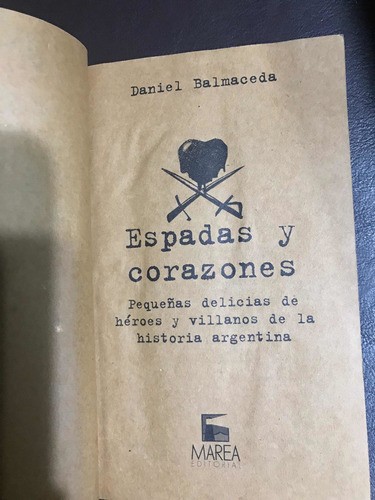 Daniel Balmaceda
Espadas y
corazones
Pequeñas delicias de
héroes y villanos de la
historia argentina
MAREA
EDITORIAL